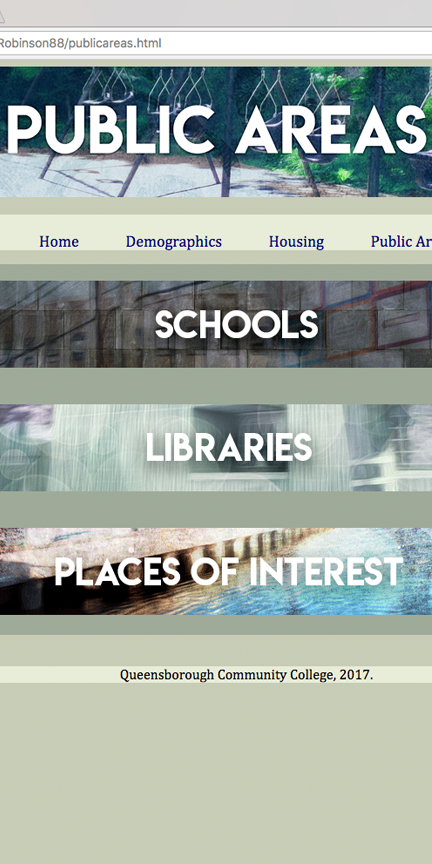 Robinson88/publicareas.html
PUBLIC AREAS
Home Demographics Housing Public Ar
SCHOOLS
LIBRARIES
PLACES OF INTEREST
Queensborough Community College, 2017.